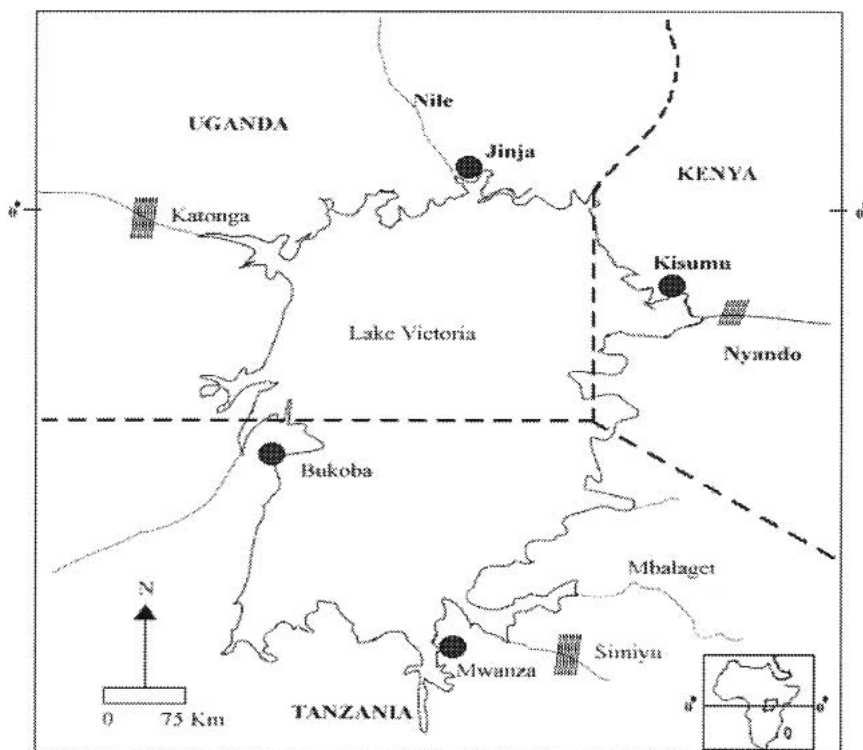 Nile
UGANDA
Jinja
KENYA
Katonga
0°
0°
Kisumu
Lake Victoria
Nyando
Bukoba
Mbalaget
N
Simiyu
Mwanza
0 75 Km
TANZANIA
0°
0°
0